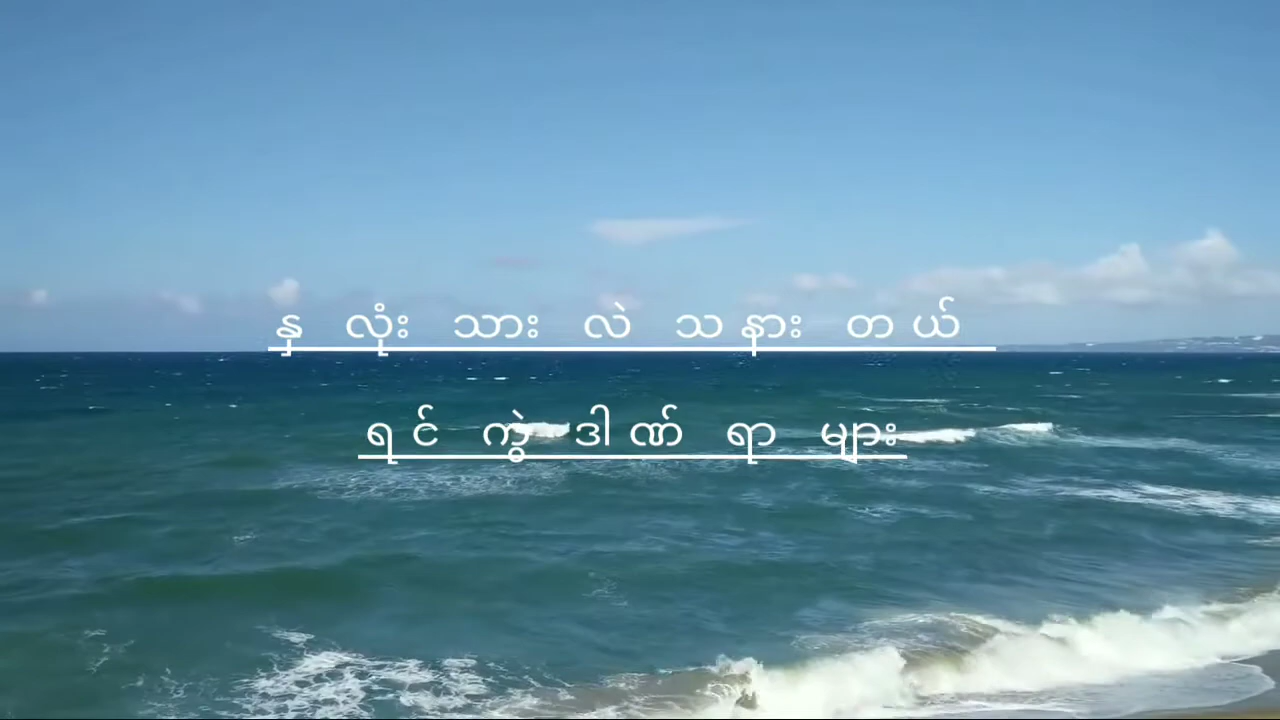 နှ လုံး သား လဲ သ နား တ ယ်
ရ င် ကွဲ ဒါ ဏ် ရာ များ